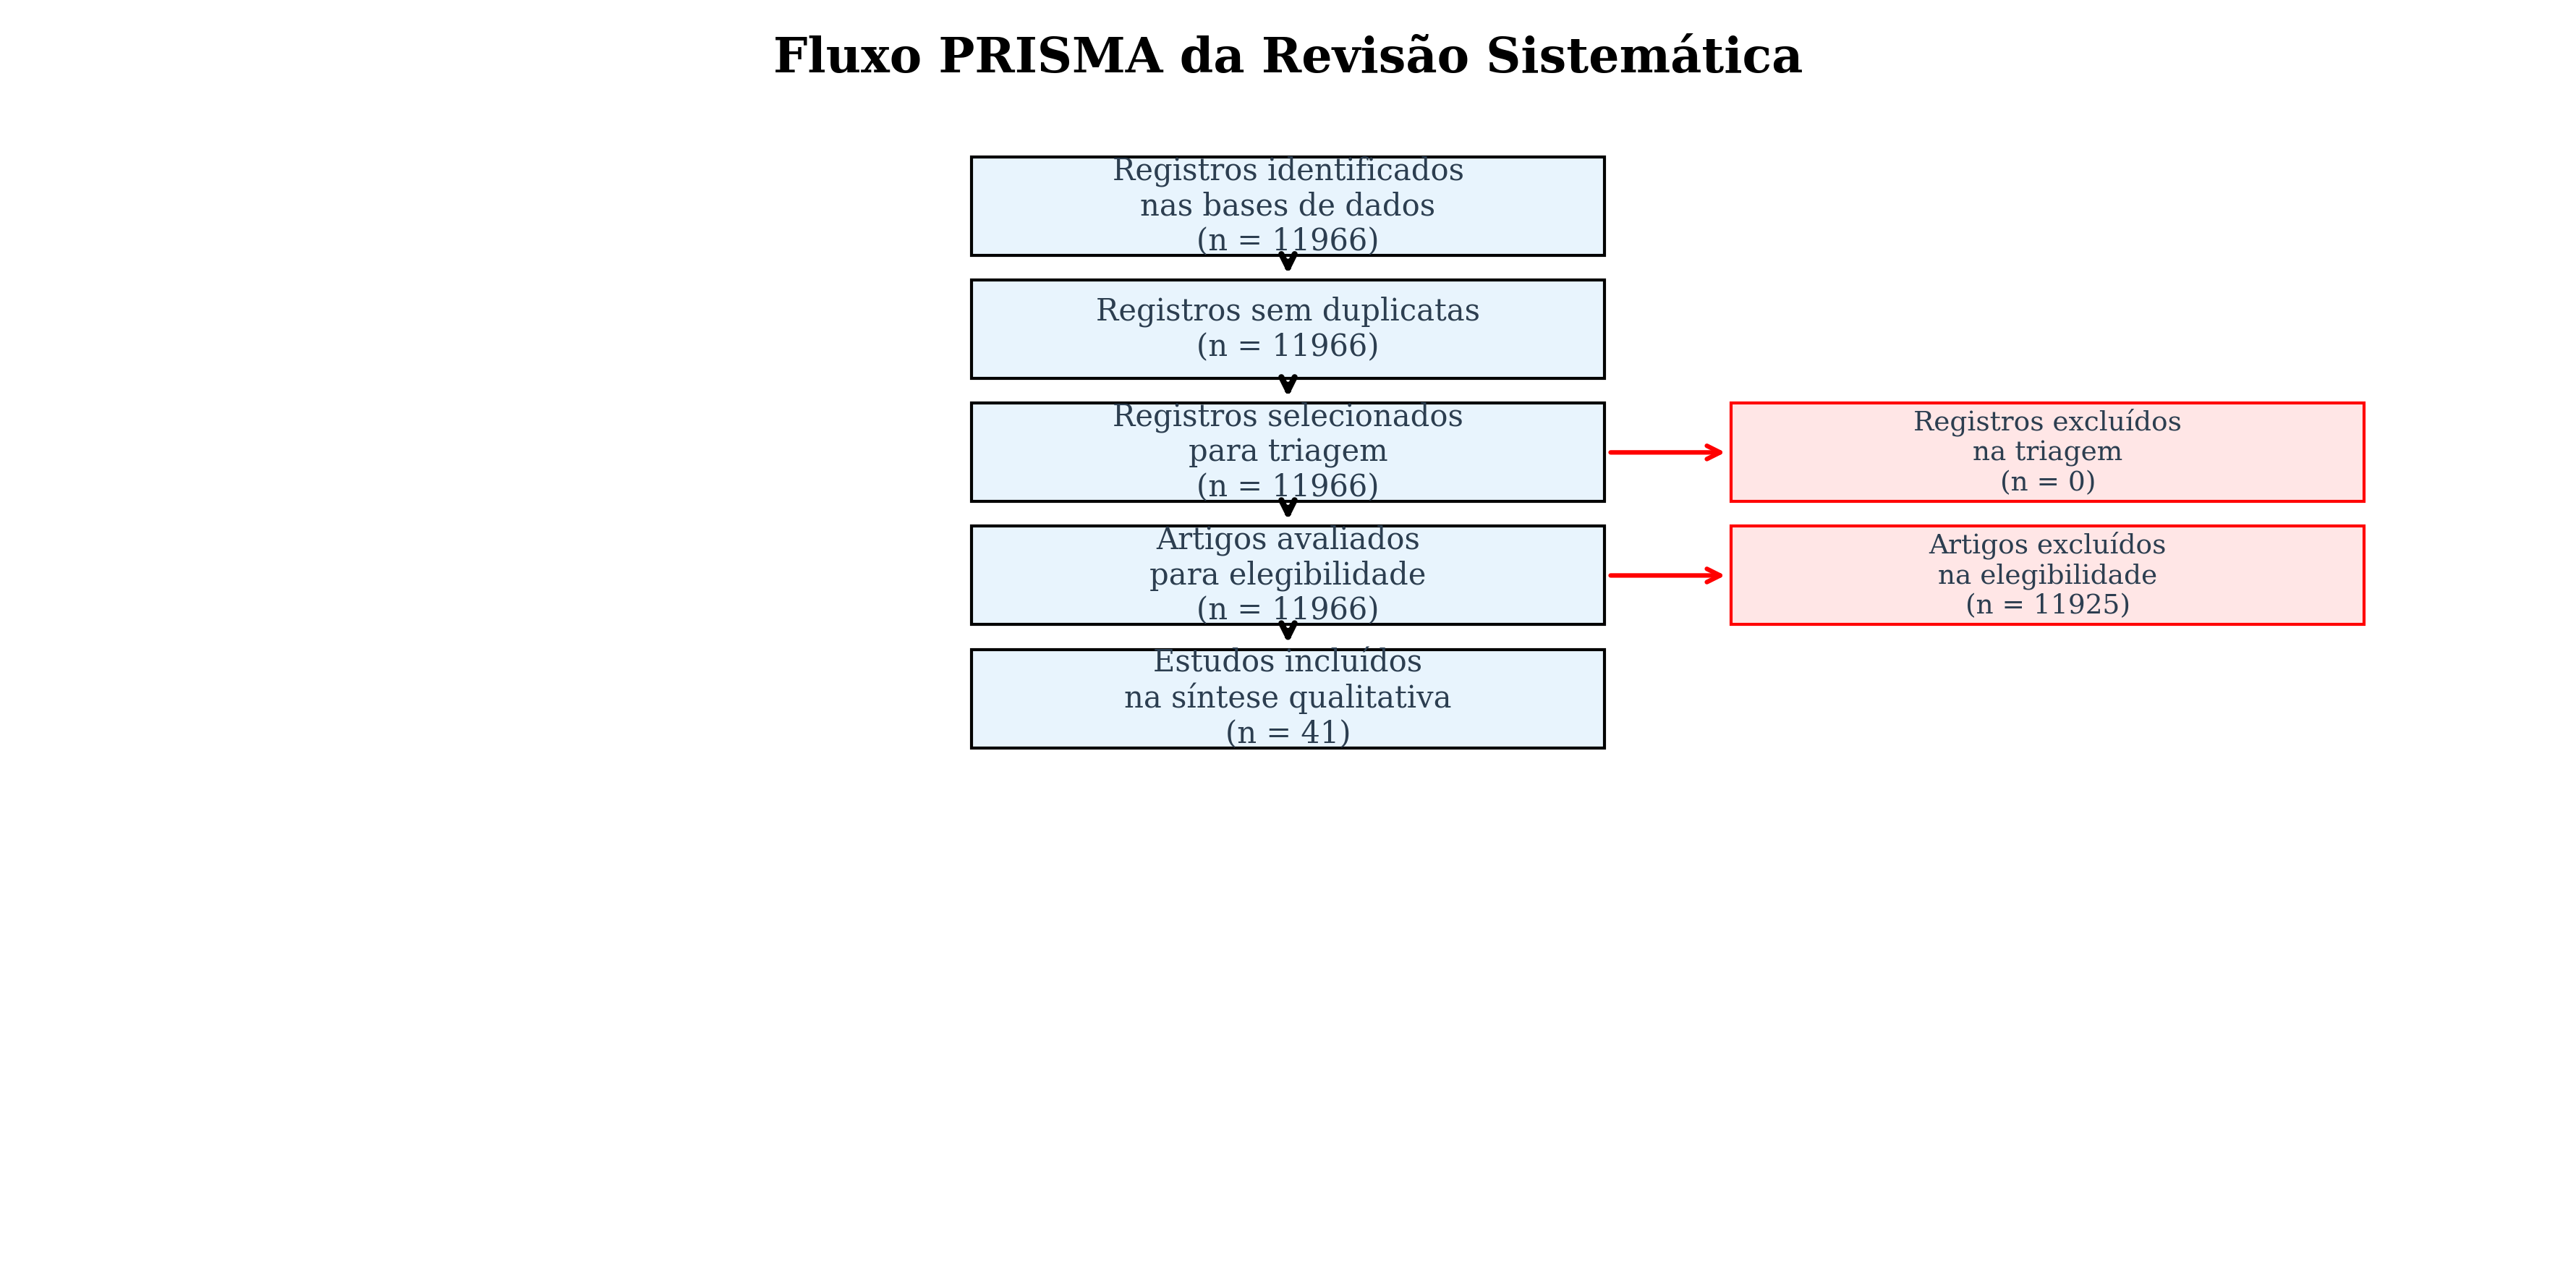 Fluxo PRISMA da Revisão Sistemática
Registros identificados
nas bases de dados
(n = 11966)
Registros sem duplicatas
(n = 11966)
Registros selecionados
para triagem
(n = 11966)
Registros excluídos
na triagem
(n = 0)
Artigos avaliados
para elegibilidade
(n = 11966)
Artigos excluídos
na elegibilidade
(n = 11925)
Estudos incluídos
na síntese qualitativa
(n = 41)